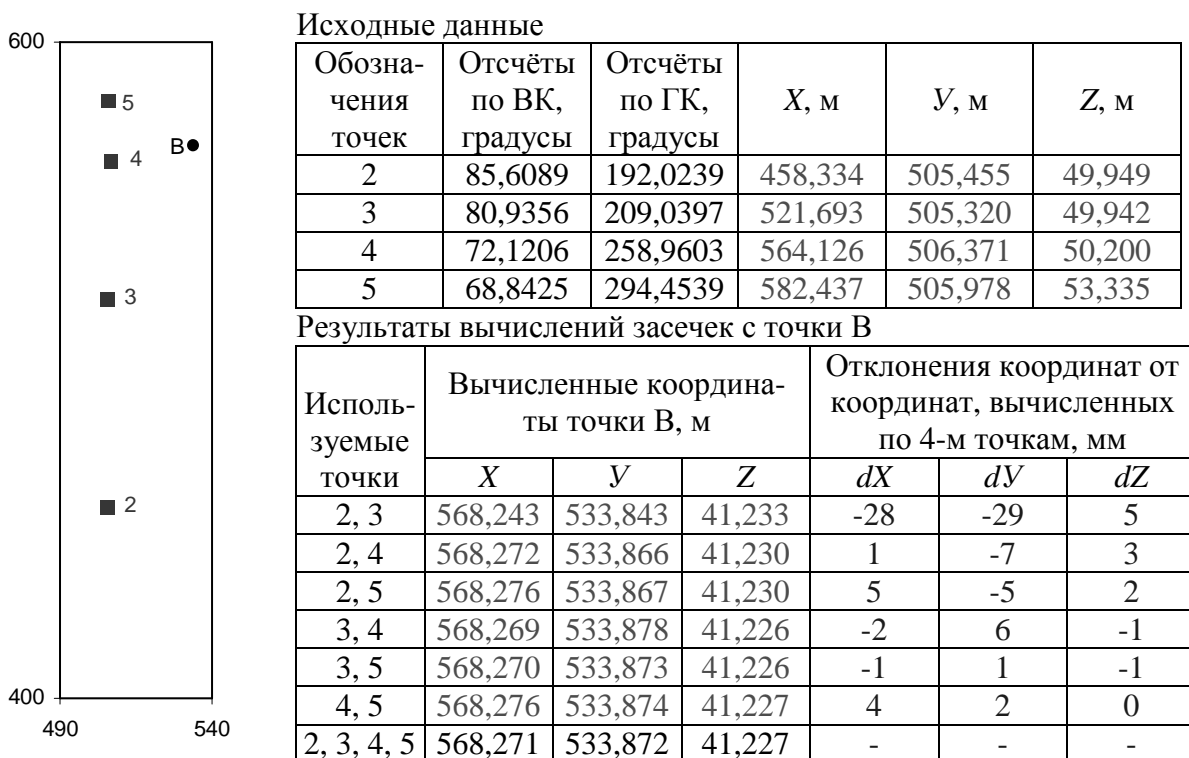 600
5
4
В
3
2
400
490 540
Исходные данные
Обозна-чения точек Отсчёты по ВК, градусы Отсчёты по ГК, градусы X, м У, м Z, м
2 85,6089 192,0239 458,334 505,455 49,949
3 80,9356 209,0397 521,693 505,320 49,942
4 72,1206 258,9603 564,126 506,371 50,200
5 68,8425 294,4539 582,437 505,978 53,335
Результаты вычислений засечек с точки В
Исполь-зуемые точки Вычисленные координа-ты точки В, м Отклонения координат от координат, вычисленных по 4-м точкам, мм
X У Z dX dУ dZ
2, 3 568,243 533,843 41,233 -28 -29 5
2, 4 568,272 533,866 41,230 1 -7 3
2, 5 568,276 533,867 41,230 5 -5 2
3, 4 568,269 533,878 41,226 -2 6 -1
3, 5 568,270 533,873 41,226 -1 1 -1
4, 5 568,276 533,874 41,227 4 2 0
2, 3, 4, 5 568,271 533,872 41,227 - - -